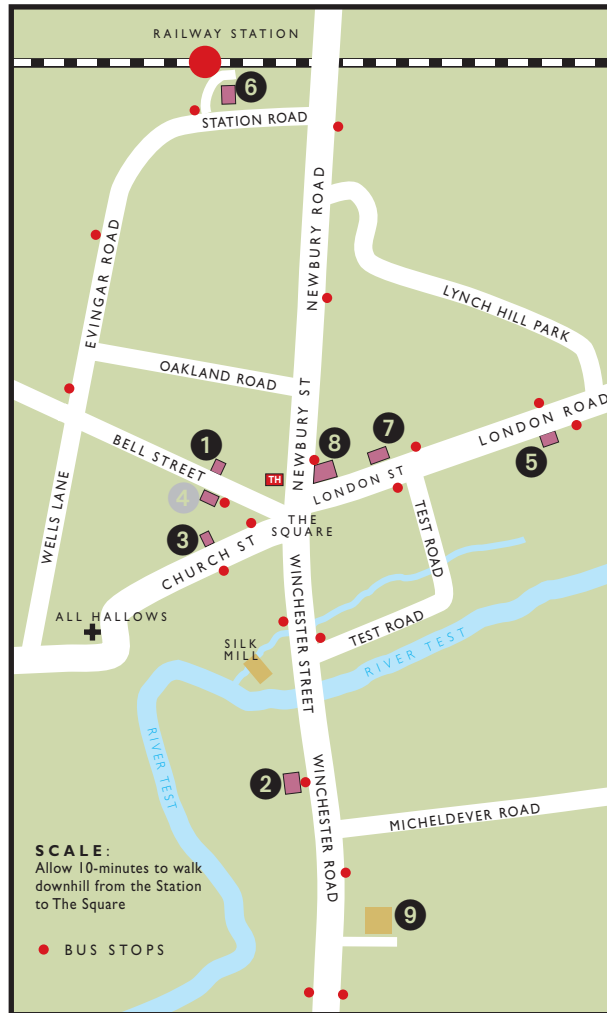 RAILWAY STATION
6
STATION ROAD
NEWBURY ROAD
EVINGAR ROAD
LYNCH HILL PARK
OAKLAND ROAD
LONDON ROAD
NEWBURY ST
BELL STREET
1
8
7
5
TH
4
LONDON ST
3
THE
SQUARE
CHURCH ST
WELLS LANE
TEST ROAD
ALL HALLOWS
WINCHESTER STREET
TEST ROAD
SILK
MILL
RIVER TEST
RIVER TEST
2
WINCHESTER ROAD
MICHELDEVER ROAD
SCALE:
Allow 10-minutes to walk
downhill from the Station
to The Square
9
BUS STOPS